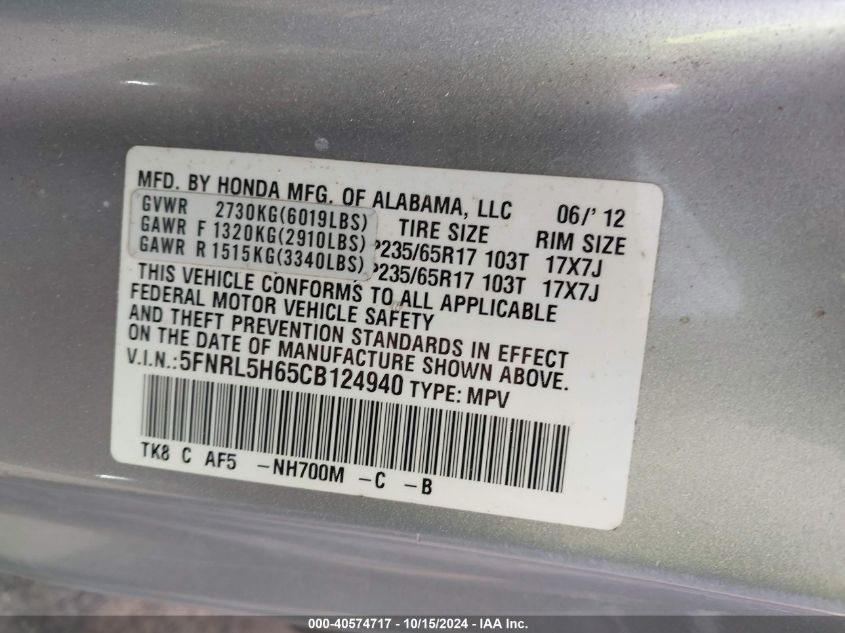 MFD. BY HONDA MFG. OF ALABAMA, LLC 06/' 12
GVWR 2730KG(6019LBS) TIRE SIZE RIM SIZE
GAWR F 1320KG(2910LBS) P235/65R17 103T 17X7J
GAWR R 1515KG(3340LBS) P235/65R17 103T 17X7J
THIS VEHICLE CONFORMS TO ALL APPLICABLE
FEDERAL MOTOR VEHICLE SAFETY
AND THEFT PREVENTION STANDARDS IN EFFECT
ON THE DATE OF MANUFACTURE SHOWN ABOVE.
V.I.N.:5FNRL5H65CB124940 TYPE: MPV
TK8 C AF5 -NH700M -C -B
000-40574717 - 10/15/2024 - IAA Inc.